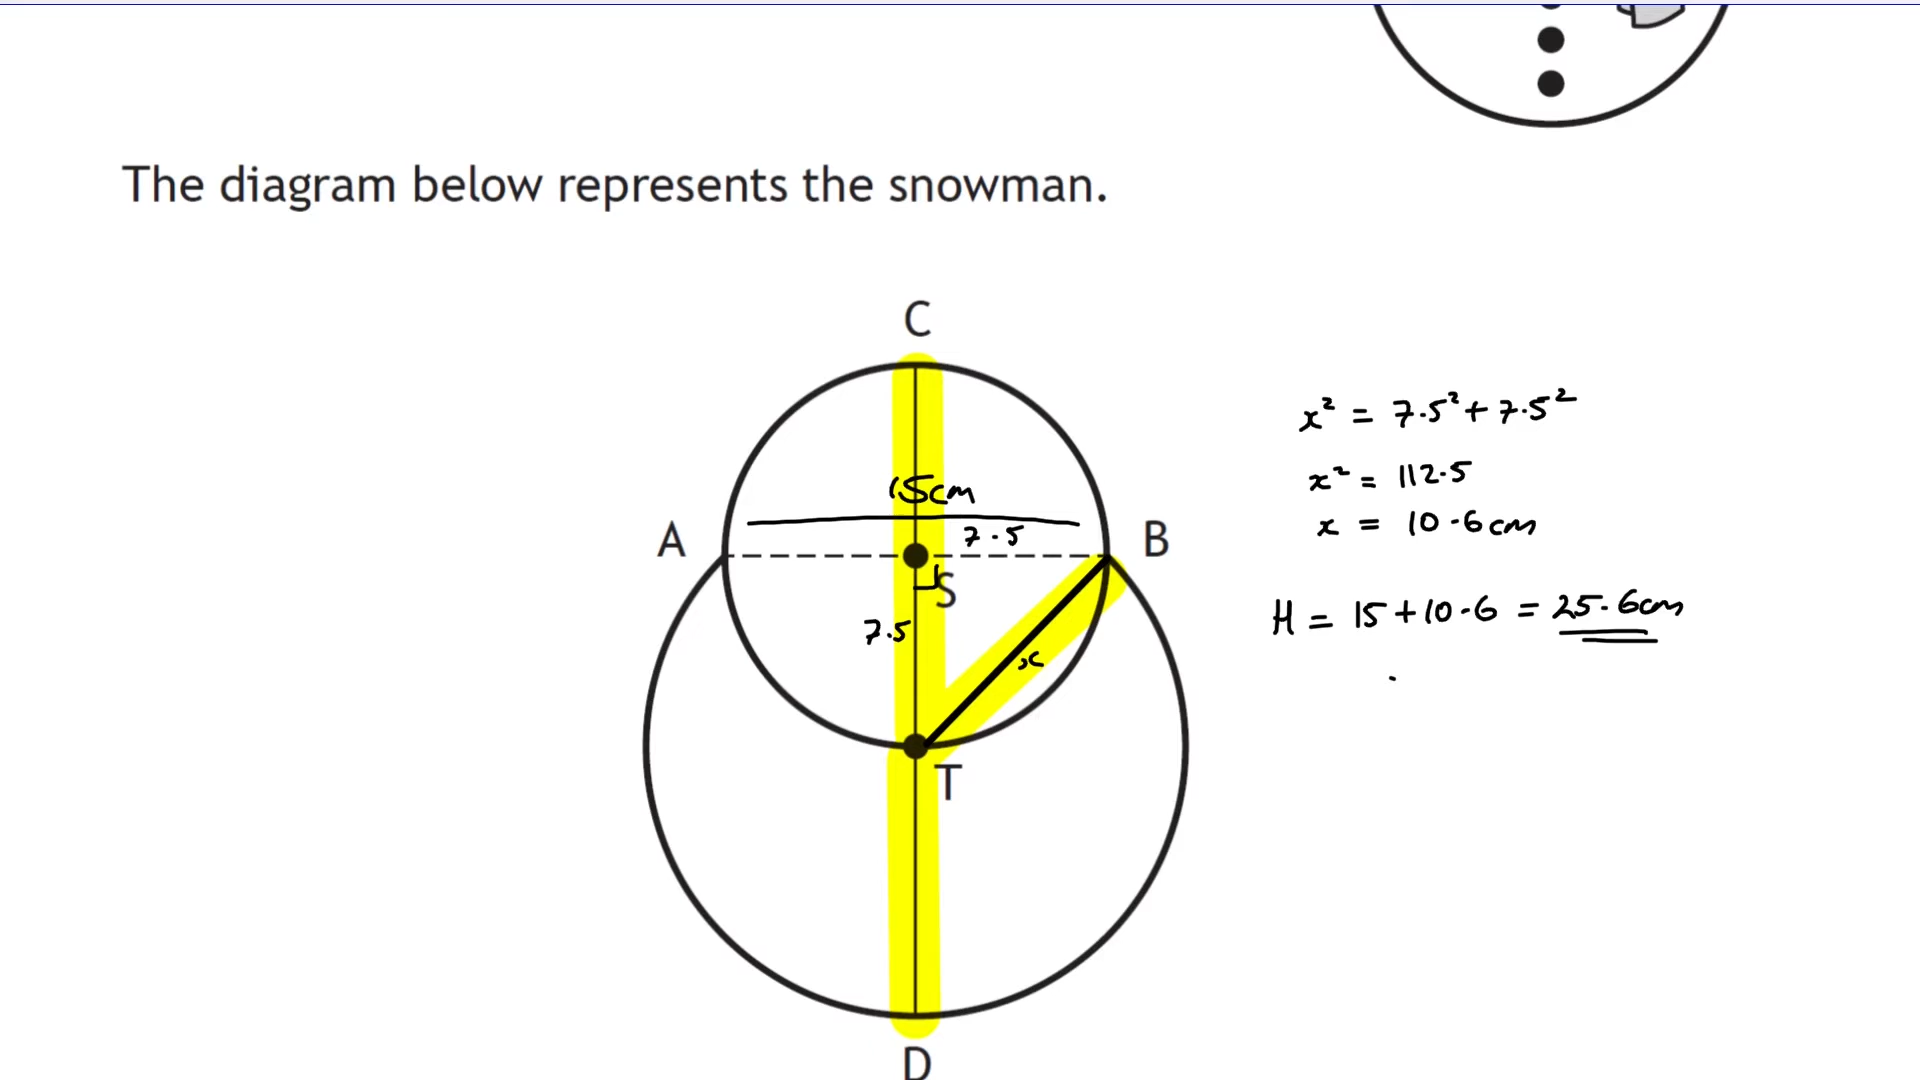 The diagram below represents the snowman.
C
15cm
A
7.5
B
S
7.5
x
T
D
x² = 7.5² + 7.5²
x² = 112.5
x = 10.6cm
H = 15 + 10.6 = 25.6cm